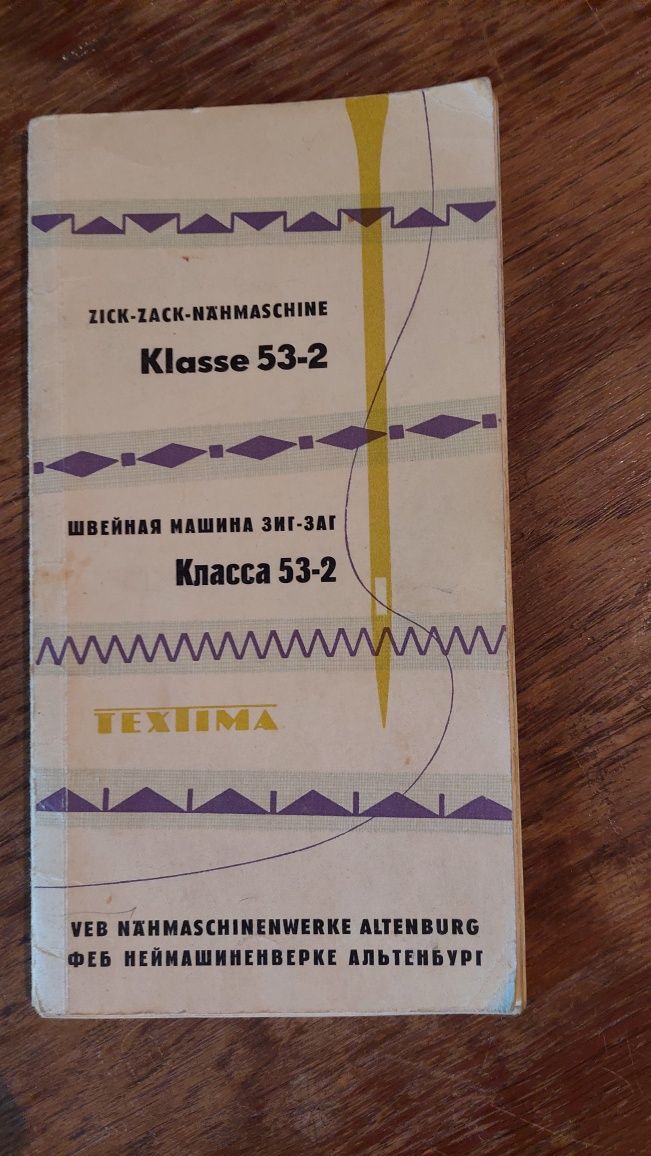 ZICK-ZACK-NÄHMASCHINE
Klasse 53-2
ШВЕЙНАЯ МАШИНА ЗИГ-ЗАГ
Класса 53-2
TEXTIMA
VEB NÄHMASCHINENWERKE ALTENBURG
ФЕБ НЕЙМАШИНЕНВЕРКЕ АЛЬТЕНБУРГ